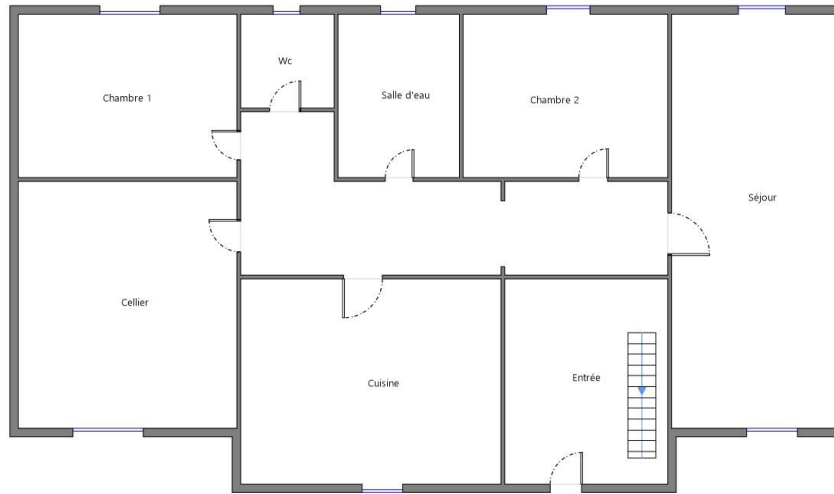 Wc
Chambre 1
Salle d'eau
Chambre 2
Séjour
Cellier
Cuisine
Entrée